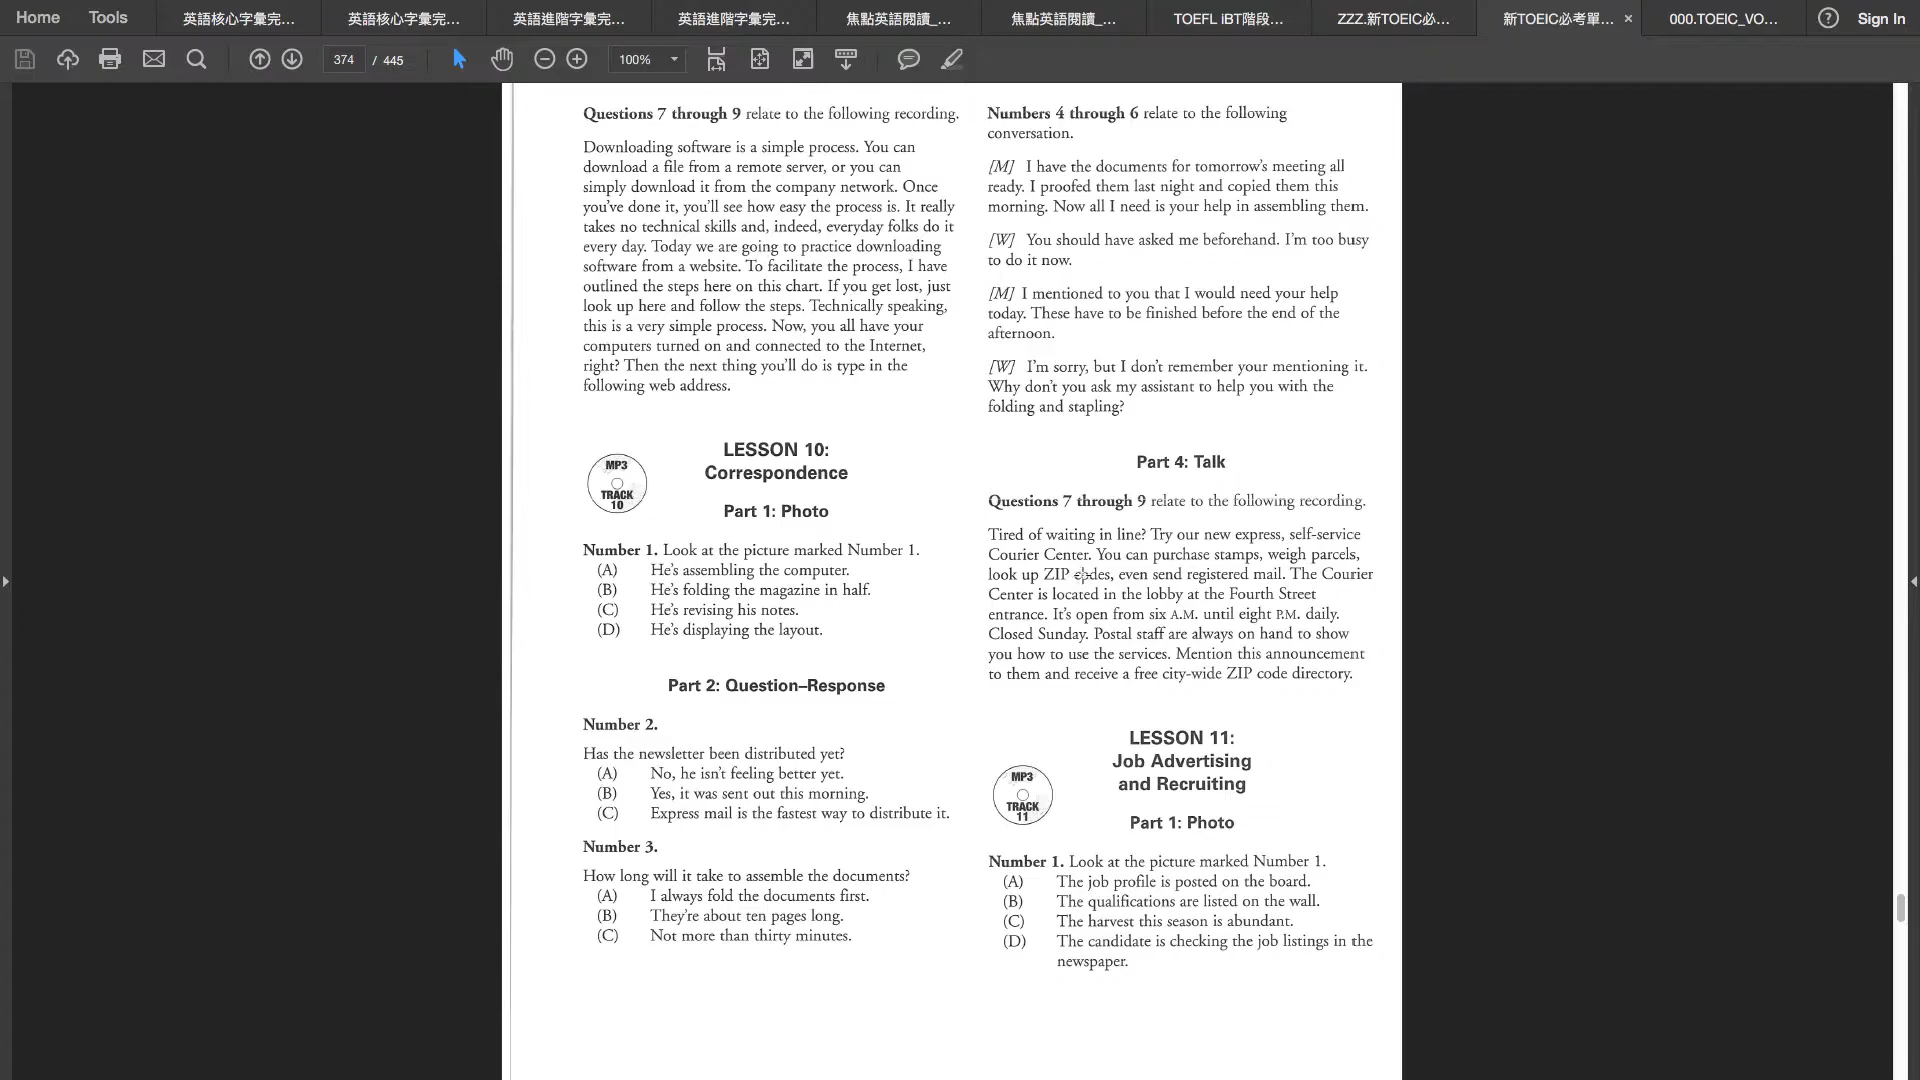 Home
Tools
英語核心字彙完...
英語核心字彙完...
英語進階字彙完...
英語進階字彙完...
焦點英語閱讀_...
焦點英語閱讀_...
TOEFL iBT階段...
ZZZ.新TOEIC必...
新TOEIC必考單...
000.TOEIC_VO...
Sign In
374 / 445
100%
Questions 7 through 9 relate to the following recording.
Downloading software is a simple process. You can
download a file from a remote server, or you can
simply download it from the company network. Once
you've done it, you'll see how easy the process is. It really
takes no technical skills and, indeed, everyday folks do it
every day. Today we are going to practice downloading
software from a website. To facilitate the process, I have
outlined the steps here on this chart. If you get lost, just
look up here and follow the steps. Technically speaking,
this is a very simple process. Now, you all have your
computers turned on and connected to the Internet,
right? Then the next thing you'll do is type in the
following web address.
MP3
TRACK
10
LESSON 10:
Correspondence
Part 1: Photo
Number 1. Look at the picture marked Number 1.
(A) He's assembling the computer.
(B) He's folding the magazine in half.
(C) He's revising his notes.
(D) He's displaying the layout.
Part 2: Question–Response
Number 2.
Has the newsletter been distributed yet?
(A) No, he isn't feeling better yet.
(B) Yes, it was sent out this morning.
(C) Express mail is the fastest way to distribute it.
Number 3.
How long will it take to assemble the documents?
(A) I always fold the documents first.
(B) They're about ten pages long.
(C) Not more than thirty minutes.
Numbers 4 through 6 relate to the following
conversation.
[M] I have the documents for tomorrow's meeting all
ready. I proofed them last night and copied them this
morning. Now all I need is your help in assembling them.
[W] You should have asked me beforehand. I'm too busy
to do it now.
[M] I mentioned to you that I would need your help
today. These have to be finished before the end of the
afternoon.
[W] I'm sorry, but I don't remember your mentioning it.
Why don't you ask my assistant to help you with the
folding and stapling?
Part 4: Talk
Questions 7 through 9 relate to the following recording.
Tired of waiting in line? Try our new express, self-service
Courier Center. You can purchase stamps, weigh parcels,
look up ZIP codes, even send registered mail. The Courier
Center is located in the lobby at the Fourth Street
entrance. It's open from six A.M. until eight P.M. daily.
Closed Sunday. Postal staff are always on hand to show
you how to use the services. Mention this announcement
to them and receive a free city-wide ZIP code directory.
MP3
TRACK
11
LESSON 11:
Job Advertising
and Recruiting
Part 1: Photo
Number 1. Look at the picture marked Number 1.
(A) The job profile is posted on the board.
(B) The qualifications are listed on the wall.
(C) The harvest this season is abundant.
(D) The candidate is checking the job listings in the
newspaper.